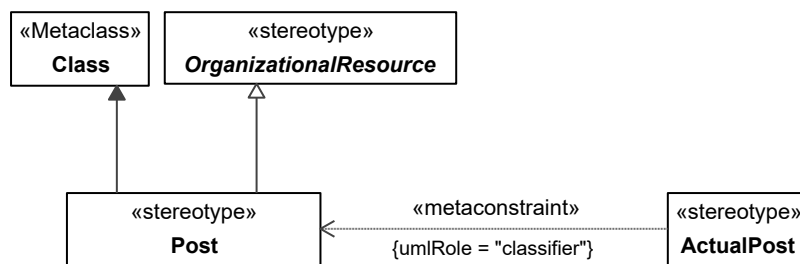 «Metaclass»
Class
«stereotype»
OrganizationalResource
«stereotype»
Post
«metaconstraint»
{umlRole = "classifier"}
«stereotype»
ActualPost